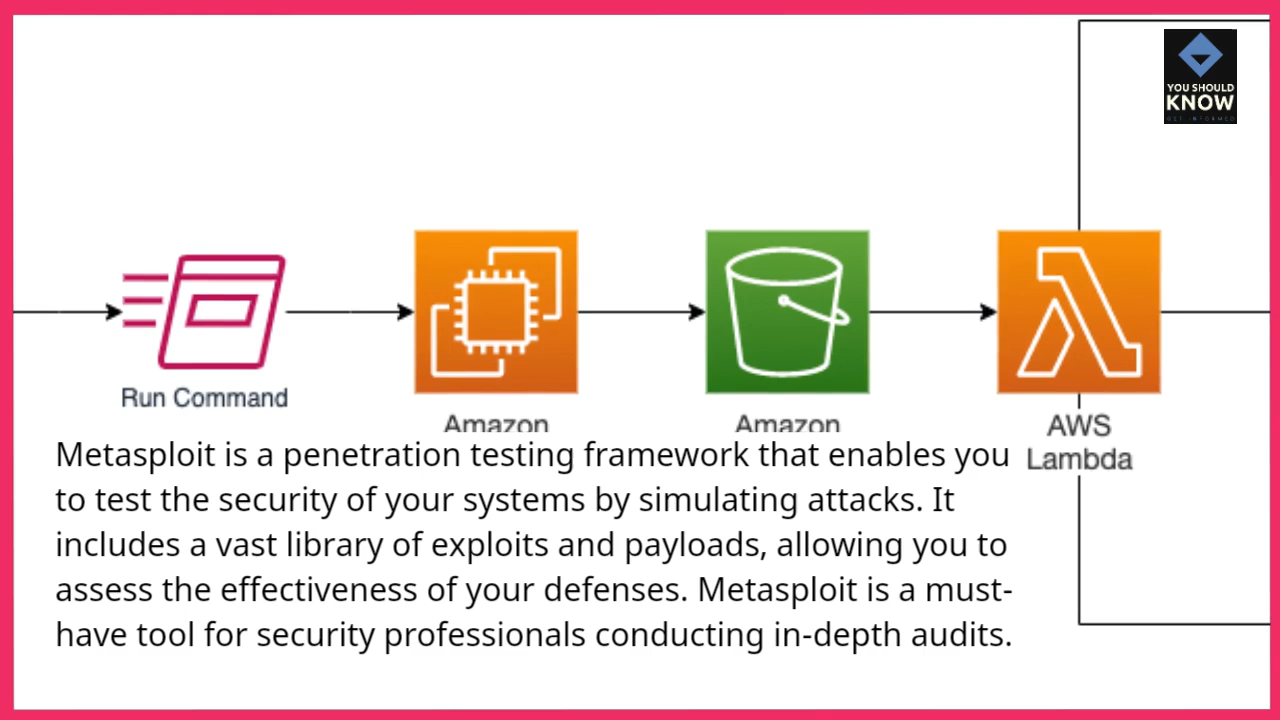 YOU SHOULD
KNOW
GET INFORMED
Run Command
Amazon
Amazon
AWS
Lambda
Metasploit is a penetration testing framework that enables you
to test the security of your systems by simulating attacks. It
includes a vast library of exploits and payloads, allowing you to
assess the effectiveness of your defenses. Metasploit is a must-
have tool for security professionals conducting in-depth audits.